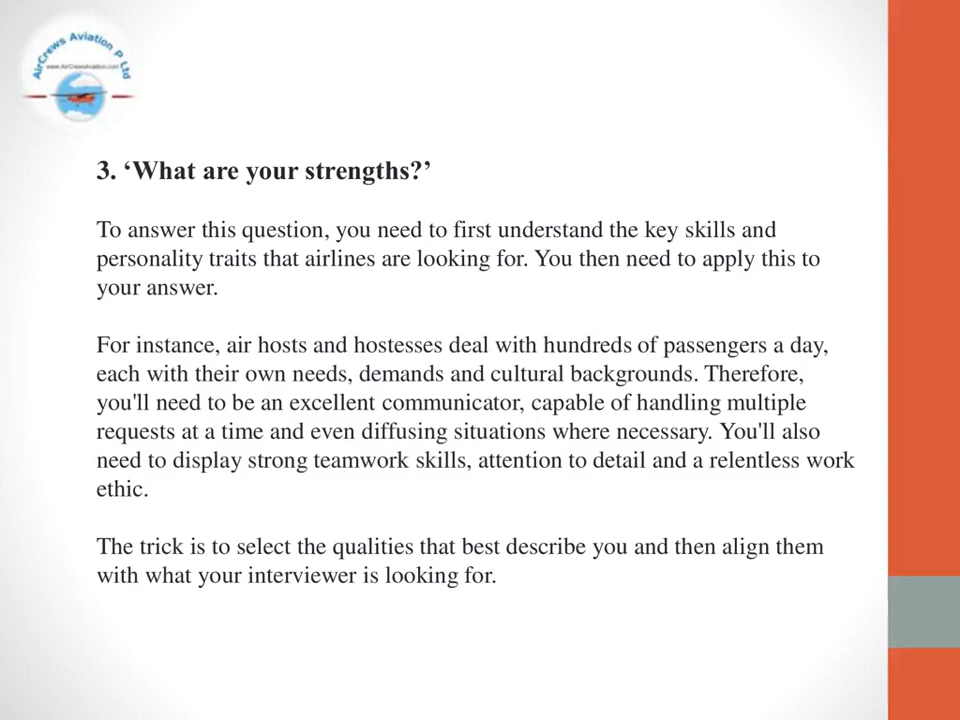 AirCrews Aviation P Ltd
www.AirCrewsAviation.com
3. ‘What are your strengths?’
To answer this question, you need to first understand the key skills and
personality traits that airlines are looking for. You then need to apply this to
your answer.
For instance, air hosts and hostesses deal with hundreds of passengers a day,
each with their own needs, demands and cultural backgrounds. Therefore,
you'll need to be an excellent communicator, capable of handling multiple
requests at a time and even diffusing situations where necessary. You'll also
need to display strong teamwork skills, attention to detail and a relentless work
ethic.
The trick is to select the qualities that best describe you and then align them
with what your interviewer is looking for.